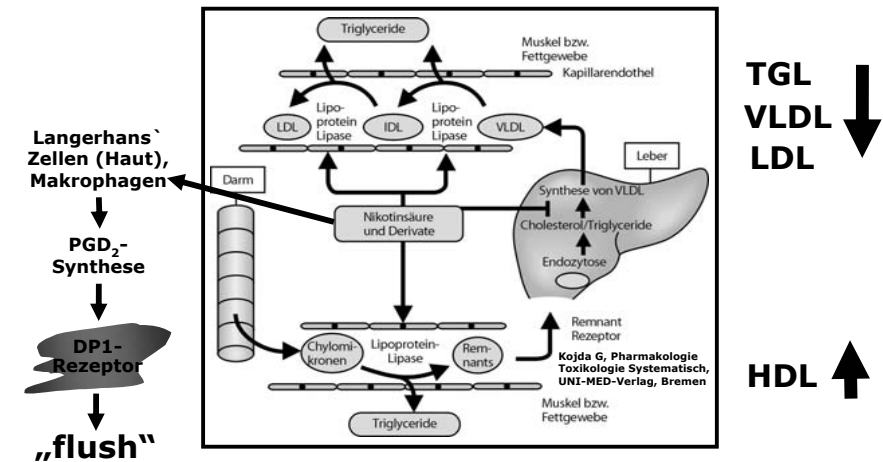 Langerhans`
Zellen (Haut),
Makrophagen
PGD₂-
Synthese
DP1-
Rezeptor
„flush“
Triglyceride
Muskel bzw.
Fettgewebe
Kapillarendothel
LDL
Lipo-
protein
Lipase
IDL
Lipo-
protein
Lipase
VLDL
Darm
Leber
Nikotinsäure
und Derivate
Synthese von VLDL
Cholesterol/Triglyceride
Endozytose
Chylomi-
kronen
Lipoprotein-
Lipase
Rem-
nants
Remnant
Rezeptor
Kojda G, Pharmakologie
Toxikologie Systematisch,
UNI-MED-Verlag, Bremen
Muskel bzw.
Fettgewebe
Triglyceride
TGL
VLDL
LDL
HDL